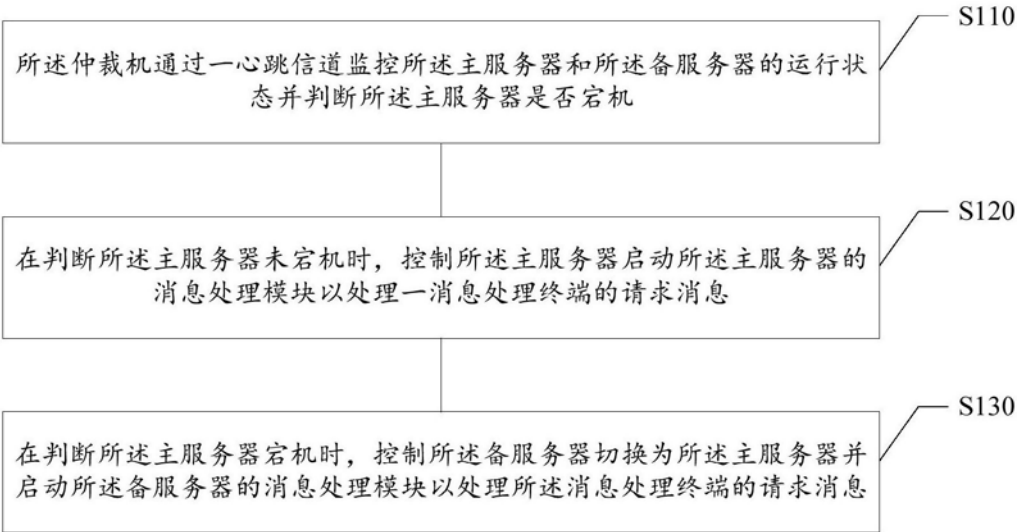 S110
所述仲裁机通过一心跳信道监控所述主服务器和所述备服务器的运行状
态并判断所述主服务器是否宕机
S120
在判断所述主服务器未宕机时，控制所述主服务器启动所述主服务器的
消息处理模块以处理一消息处理终端的请求消息
S130
在判断所述主服务器宕机时，控制所述备服务器切换为所述主服务器并
启动所述备服务器的消息处理模块以处理所述消息处理终端的请求消息